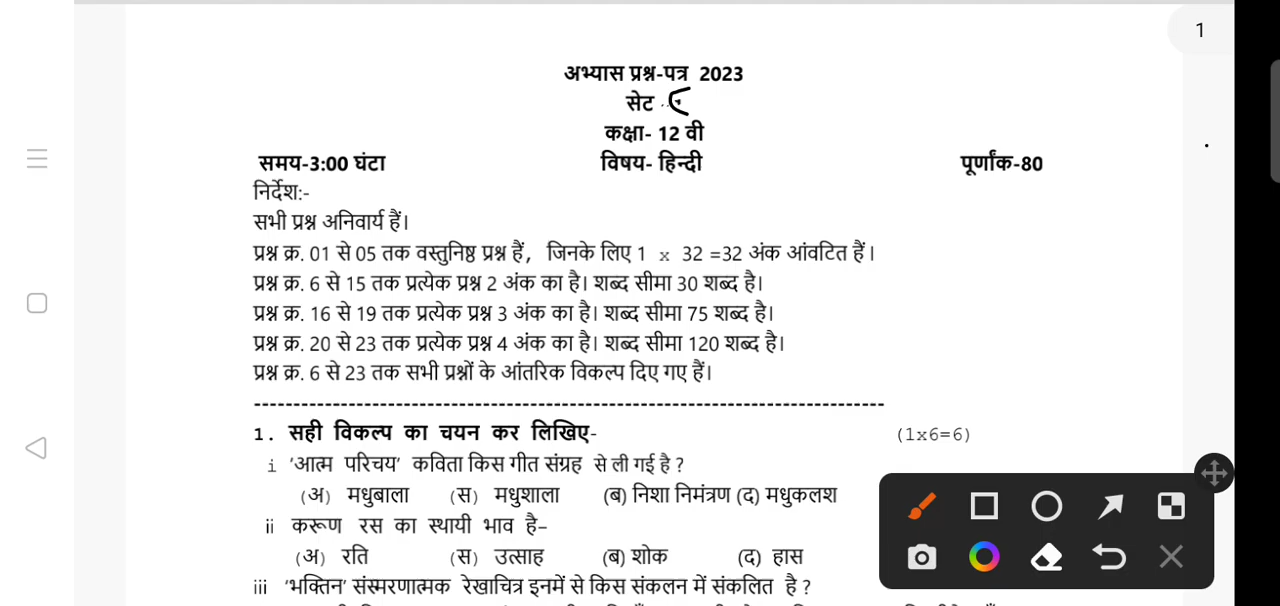 1
अभ्यास प्रश्न-पत्र 2023
सेट
कक्षा- 12 वी
समय-3:00 घंटा विषय- हिन्दी पूर्णांक-80
निर्देश:-
सभी प्रश्न अनिवार्य हैं।
प्रश्न क्र. 01 से 05 तक वस्तुनिष्ठ प्रश्न हैं, जिनके लिए 1 x 32 =32 अंक आंवटित हैं।
प्रश्न क्र. 6 से 15 तक प्रत्येक प्रश्न 2 अंक का है। शब्द सीमा 30 शब्द है।
प्रश्न क्र. 16 से 19 तक प्रत्येक प्रश्न 3 अंक का है। शब्द सीमा 75 शब्द है।
प्रश्न क्र. 20 से 23 तक प्रत्येक प्रश्न 4 अंक का है। शब्द सीमा 120 शब्द है।
प्रश्न क्र. 6 से 23 तक सभी प्रश्नों के आंतरिक विकल्प दिए गए हैं।
1. सही विकल्प का चयन कर लिखिए- (1x6=6)
i 'आत्म परिचय' कविता किस गीत संग्रह से ली गई है ?
(अ) मधुबाला (स) मधुशाला (ब) निशा निमंत्रण (द) मधुकलश
ii करूण रस का स्थायी भाव है–
(अ) रति (स) उत्साह (ब) शोक (द) हास
iii 'भक्तिन' संस्मरणात्मक रेखाचित्र इनमें से किस संकलन में संकलित है ?